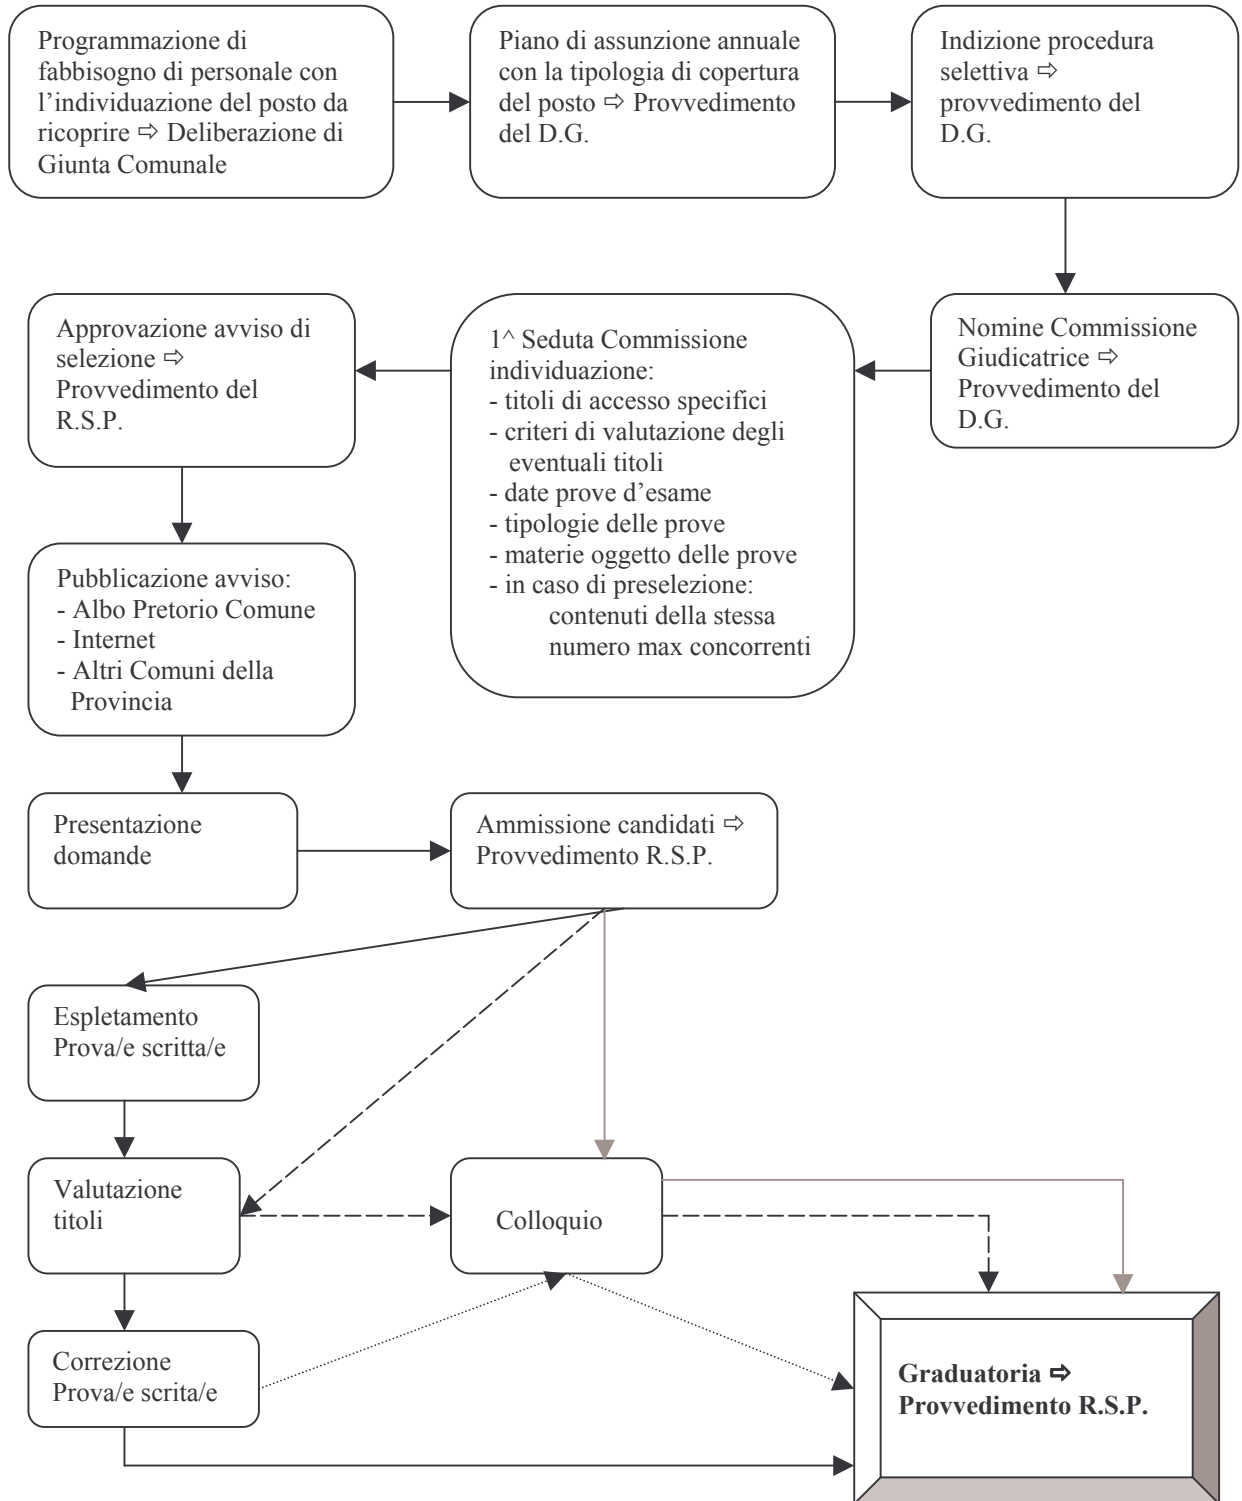 Programmazione di
fabbisogno di personale con
l’individuazione del posto da
ricoprire ⇨ Deliberazione di
Giunta Comunale
Piano di assunzione annuale
con la tipologia di copertura
del posto ⇨ Provvedimento
del D.G.
Indizione procedura
selettiva ⇨
provvedimento del
D.G.
Nomine Commissione
Giudicatrice ⇨
Provvedimento del
D.G.
1^ Seduta Commissione
individuazione:
- titoli di accesso specifici
- criteri di valutazione degli
eventuali titoli
- date prove d’esame
- tipologie delle prove
- materie oggetto delle prove
- in caso di preselezione:
contenuti della stessa
numero max concorrenti
Approvazione avviso di
selezione ⇨
Provvedimento del
R.S.P.
Pubblicazione avviso:
- Albo Pretorio Comune
- Internet
- Altri Comuni della
Provincia
Presentazione
domande
Ammissione candidati ⇨
Provvedimento R.S.P.
Espletamento
Prova/e scritta/e
Valutazione
titoli
Colloquio
Correzione
Prova/e scrita/e
Graduatoria ⇨
Provvedimento R.S.P.